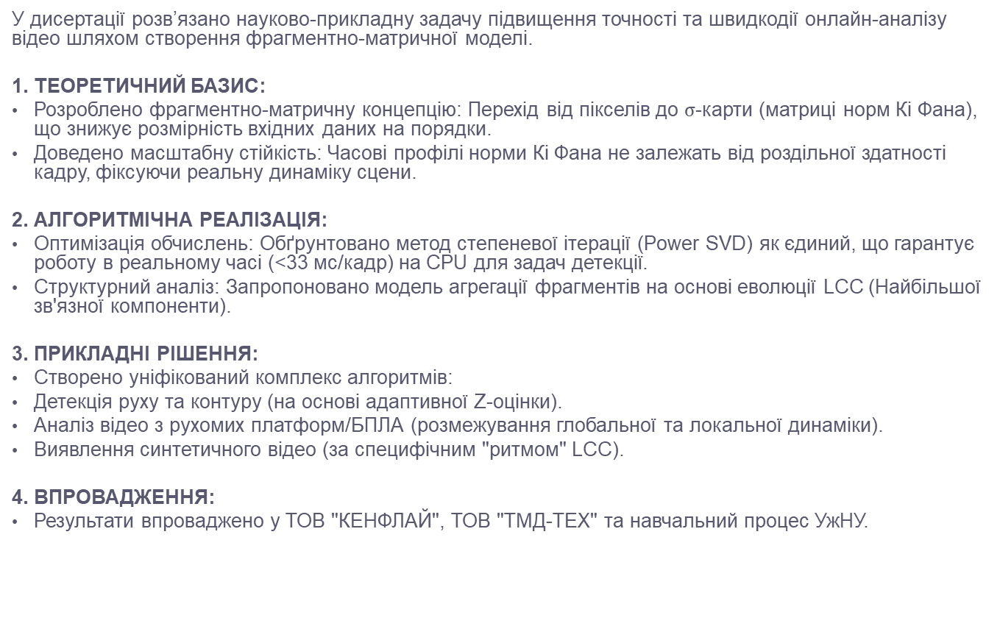 У дисертації розв’язано науково-прикладну задачу підвищення точності та швидкодії онлайн-аналізу
відео шляхом створення фрагментно-матричної моделі.
1. ТЕОРЕТИЧНИЙ БАЗИС:
• Розроблено фрагментно-матричну концепцію: Перехід від пікселів до σ-карти (матриці норм Кі Фана),
що знижує розмірність вхідних даних на порядки.
• Доведено масштабну стійкість: Часові профілі норми Кі Фана не залежать від роздільної здатності
кадру, фіксуючи реальну динаміку сцени.
2. АЛГОРИТМІЧНА РЕАЛІЗАЦІЯ:
• Оптимізація обчислень: Обґрунтовано метод степеневої ітерації (Power SVD) як єдиний, що гарантує
роботу в реальному часі (<33 мс/кадр) на CPU для задач детекції.
• Структурний аналіз: Запропоновано модель агрегації фрагментів на основі еволюції LCC (Найбільшої
зв'язної компоненти).
3. ПРИКЛАДНІ РІШЕННЯ:
• Створено уніфікований комплекс алгоритмів:
• Детекція руху та контуру (на основі адаптивної Z-оцінки).
• Аналіз відео з рухомих платформ/БПЛА (розмежування глобальної та локальної динаміки).
• Виявлення синтетичного відео (за специфічним "ритмом" LCC).
4. ВПРОВАДЖЕННЯ:
• Результати впроваджено у ТОВ "КЕНФЛАЙ", ТОВ "ТМД-ТЕХ" та навчальний процес УжНУ.